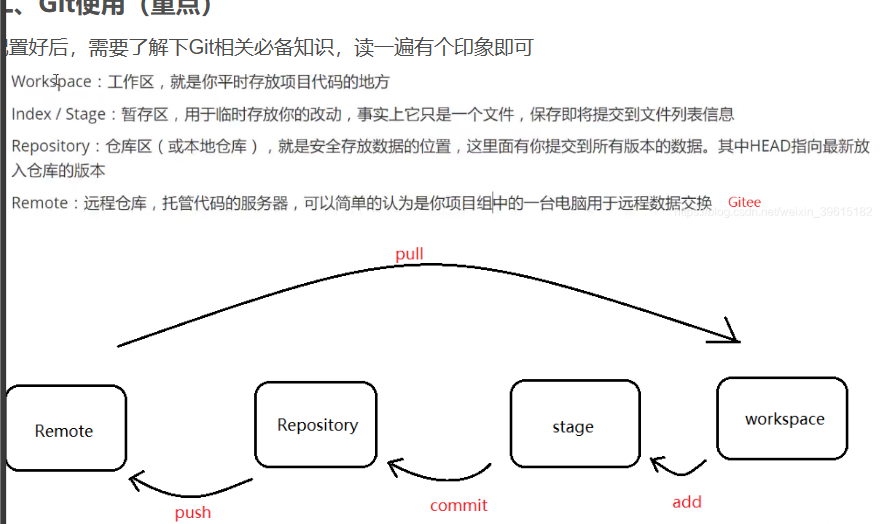 、Git使用（重点）
置好后，需要了解下Git相关必备知识，读一遍有个印象即可
Workspace：工作区，就是你平时存放项目代码的地方
Index / Stage：暂存区，用于临时存放你的改动，事实上它只是一个文件，保存即将提交到文件列表信息
Repository：仓库区（或本地仓库），就是安全存放数据的位置，这里面有你提交到所有版本的数据。其中HEAD指向最新放
入仓库的版本
Remote：远程仓库，托管代码的服务器，可以简单的认为是你项目组中的一台电脑用于远程数据交换 Gitee
https://blog.csdn.net/weixin_39615182
pull
Remote
Repository
stage
workspace
push
commit
add